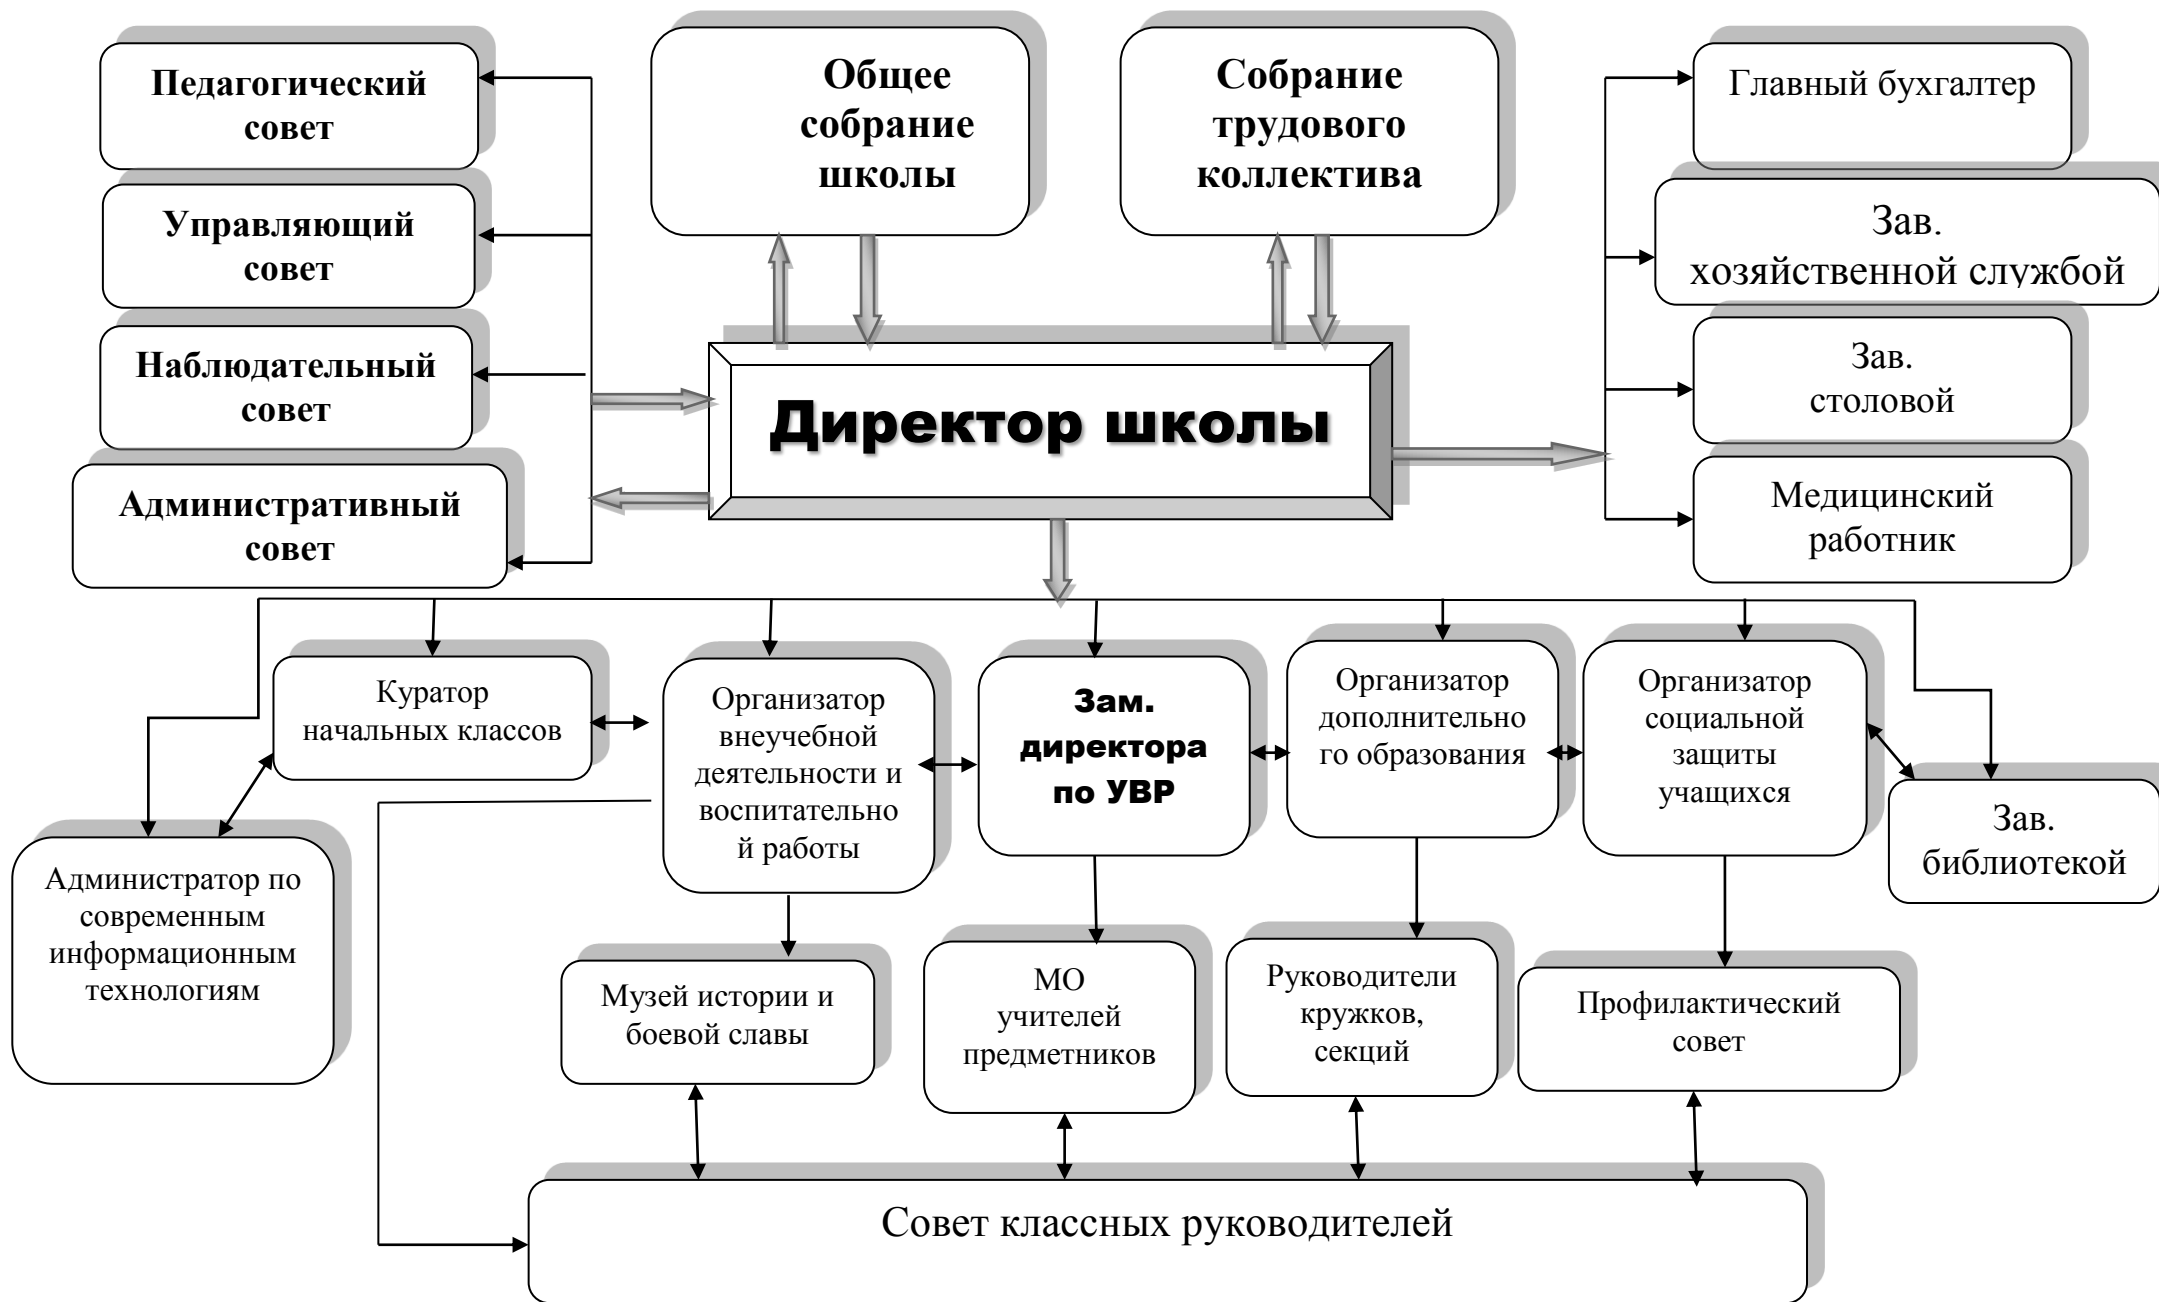 Педагогический
совет
Общее
собрание
школы
Собрание
трудового
коллектива
Главный бухгалтер
Управляющий
совет
Зав.
хозяйственной службой
Наблюдательный
совет
Директор школы
Зав.
столовой
Административный
совет
Медицинский
работник
Куратор
начальных классов
Организатор
внеучебной
деятельности и
воспитательно
й работы
Зам.
директора
по УВР
Организатор
дополнительно
го образования
Организатор
социальной
защиты
учащихся
Зав.
библиотекой
Администратор по
современным
информационным
технологиям
Музей истории и
боевой славы
МО
учителей
предметников
Руководители
кружков,
секций
Профилактический
совет
Совет классных руководителей